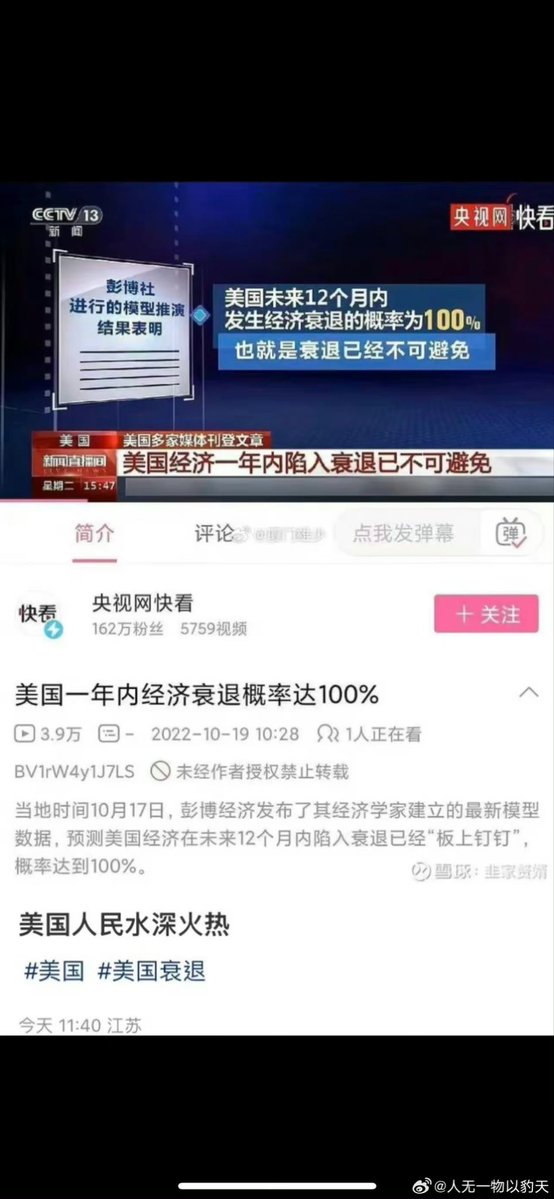 CCTV 13
新闻
央视网 快看
彭博社
进行的模型推演
结果表明
美国未来12个月内
发生经济衰退的概率为100%
也就是衰退已经不可避免
美国
美国多家媒体刊登文章
新闻直播间
LIVE NEWS
美国经济一年内陷入衰退已不可避免
星期二 15:47
简介
评论
点我发弹幕
弹
快看
央视网快看
162万粉丝 5759视频
+ 关注
美国一年内经济衰退概率达100%
3.9万 - 2022-10-19 10:28 1人正在看
BV1rW4y1J7LS 未经作者授权禁止转载
当地时间10月17日,彭博经济发布了其经济学家建立的最新模型
数据,预测美国经济在未来12个月内陷入衰退已经“板上钉钉”,
概率达到100%。
雪球:
美国人民水深火热
#美国 #美国衰退
今天 11:40 江苏
@人无一物以豹天